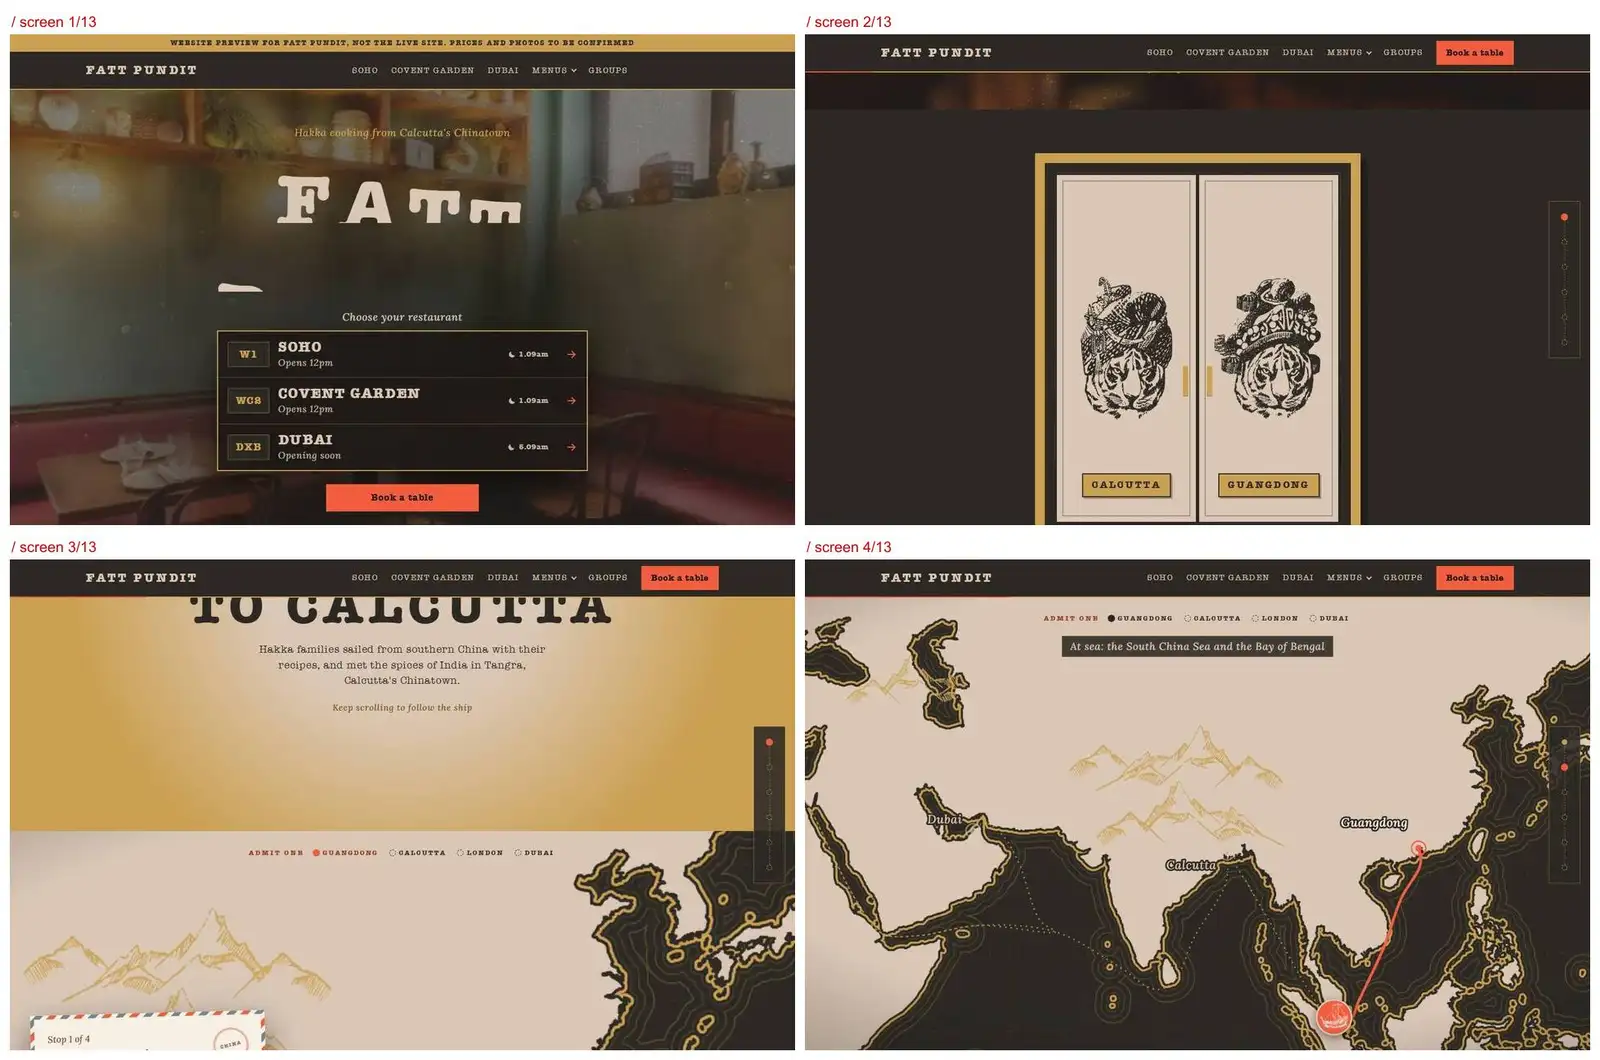 / screen 1/13
WEBSITE PREVIEW FOR FATT PUNDIT, NOT THE LIVE SITE. PRICES AND PHOTOS TO BE CONFIRMED
FATT PUNDIT
SOHO COVENT GARDEN DUBAI MENUS GROUPS
Hakka cooking from Calcutta's Chinatown
FATT
Choose your restaurant
W1 SOHO
Opens 12pm
1.09am
WC2 COVENT GARDEN
Opens 12pm
1.09am
DXB DUBAI
Opening soon
5.09am
Book a table
/ screen 2/13
FATT PUNDIT
SOHO COVENT GARDEN DUBAI MENUS GROUPS Book a table
CALCUTTA
GUANGDONG
/ screen 3/13
FATT PUNDIT
SOHO COVENT GARDEN DUBAI MENUS GROUPS Book a table
TO CALCUTTA
Hakka families sailed from southern China with their
recipes, and met the spices of India in Tangra,
Calcutta's Chinatown.
Keep scrolling to follow the ship
ADMIT ONE GUANGDONG CALCUTTA LONDON DUBAI
Stop 1 of 4
CHINA
/ screen 4/13
FATT PUNDIT
SOHO COVENT GARDEN DUBAI MENUS GROUPS Book a table
ADMIT ONE GUANGDONG CALCUTTA LONDON DUBAI
At sea: the South China Sea and the Bay of Bengal
Dubai
Guangdong
Calcutta